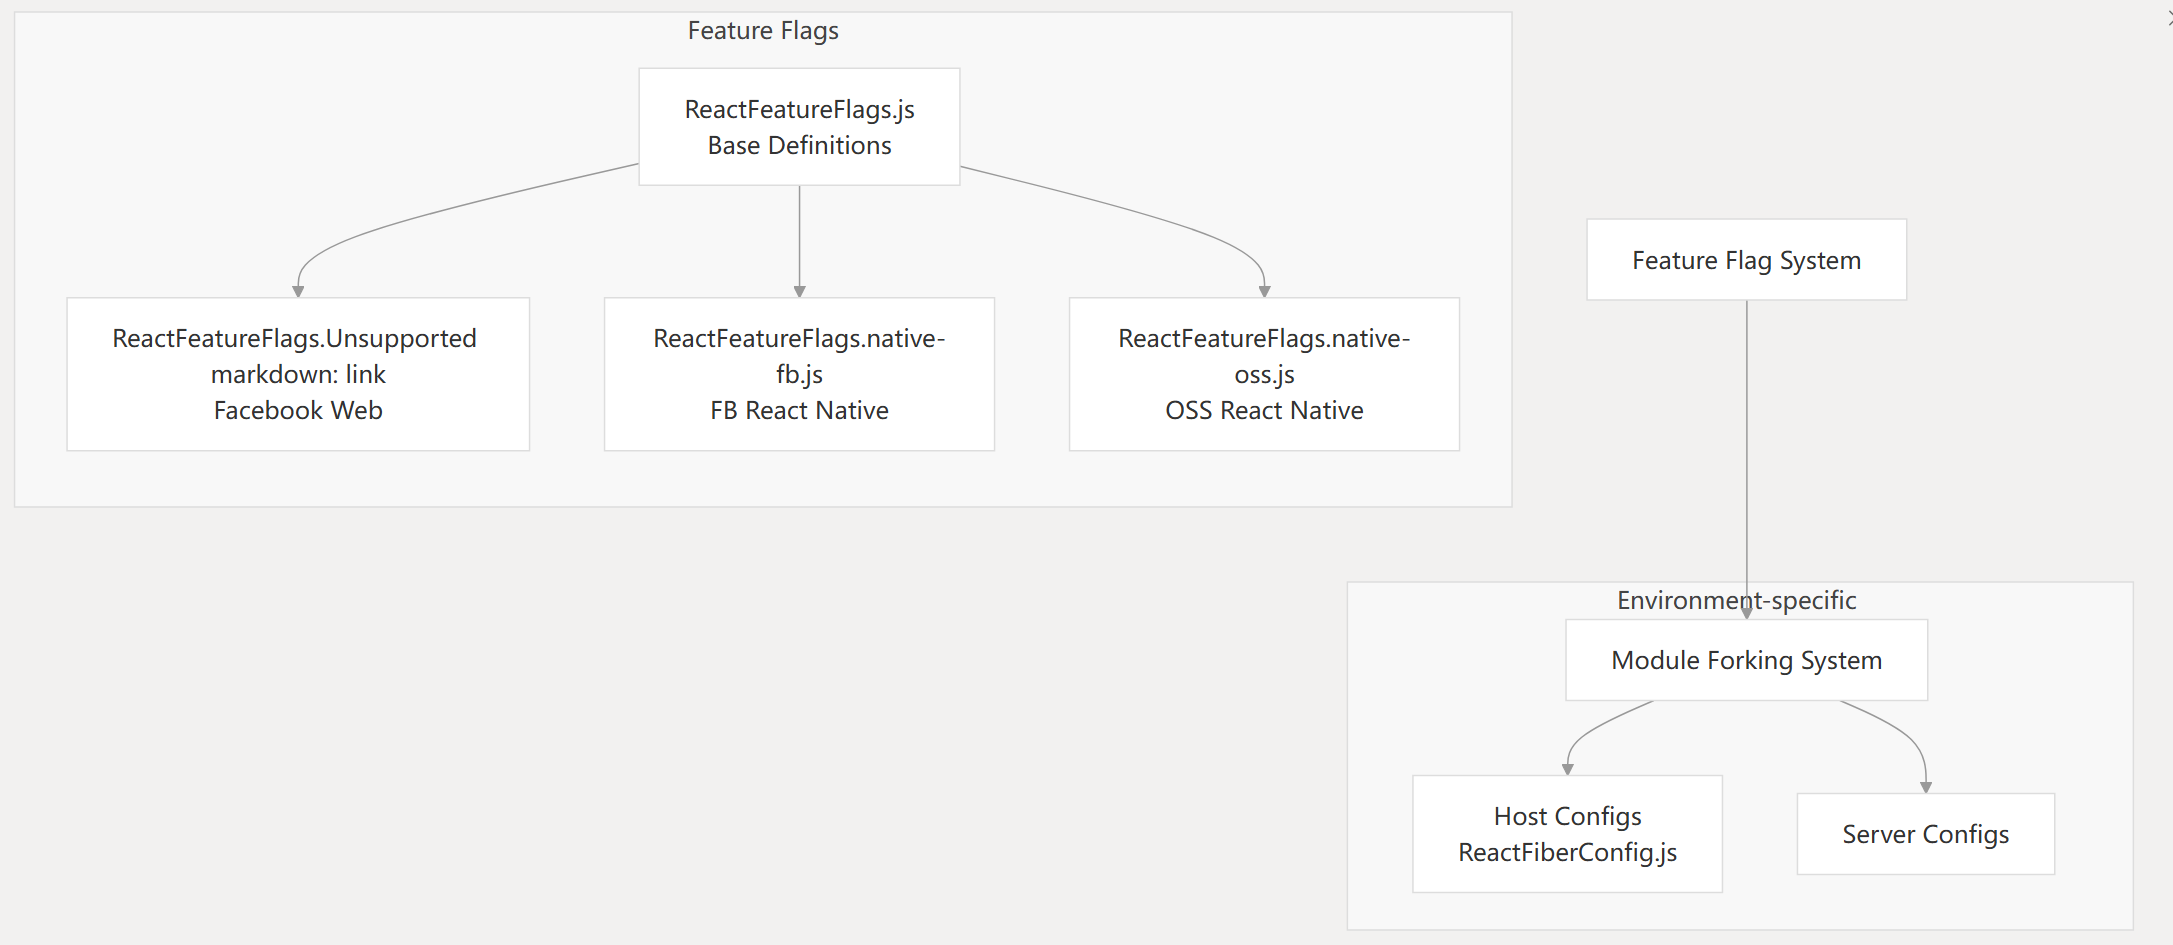 Feature Flags
ReactFeatureFlags.js
Base Definitions
ReactFeatureFlags.Unsupported
markdown: link
Facebook Web
ReactFeatureFlags.native-
fb.js
FB React Native
ReactFeatureFlags.native-
oss.js
OSS React Native
Feature Flag System
Environment-specific
Module Forking System
Host Configs
ReactFiberConfig.js
Server Configs